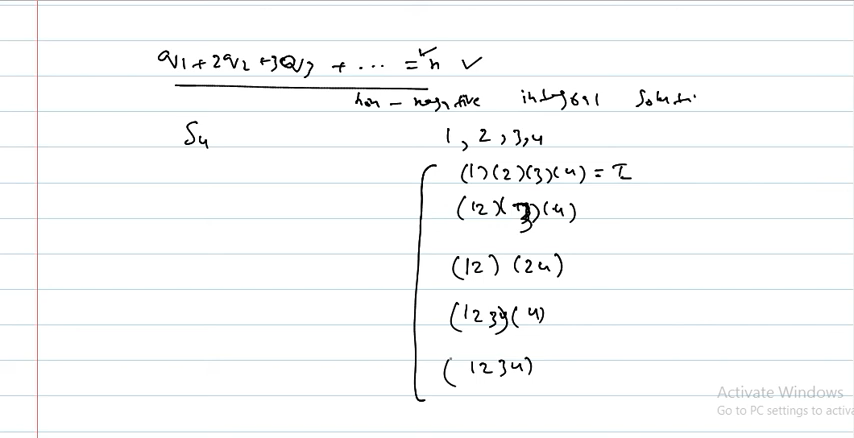 a1 + 2a2 + 3a3 + ... = n ✓
non-negative integral Solution
S4 1, 2, 3, 4
(1)(2)(3)(4) = I
(12)(3)(4)
(12) (24)
(123)(4)
(1234)
Activate Windows
Go to PC settings to activa